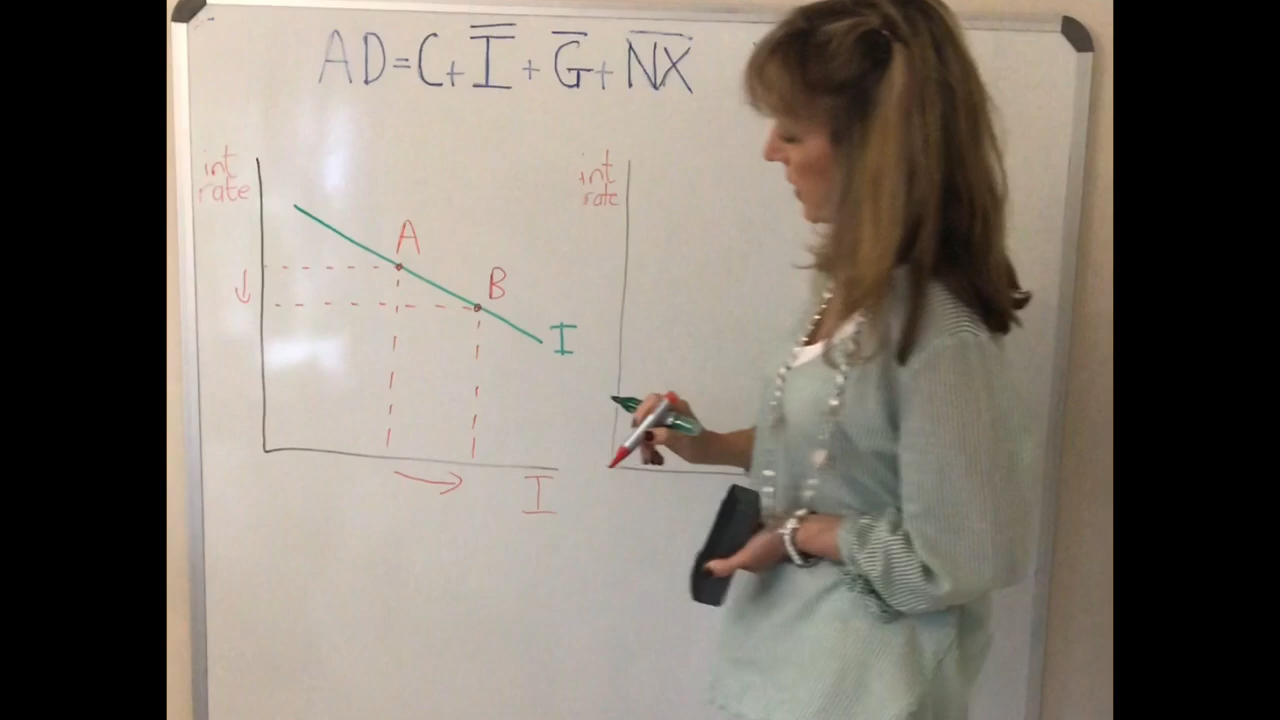 AD=C+I+G+NX
int
rate
A
B
I
I
int
rate